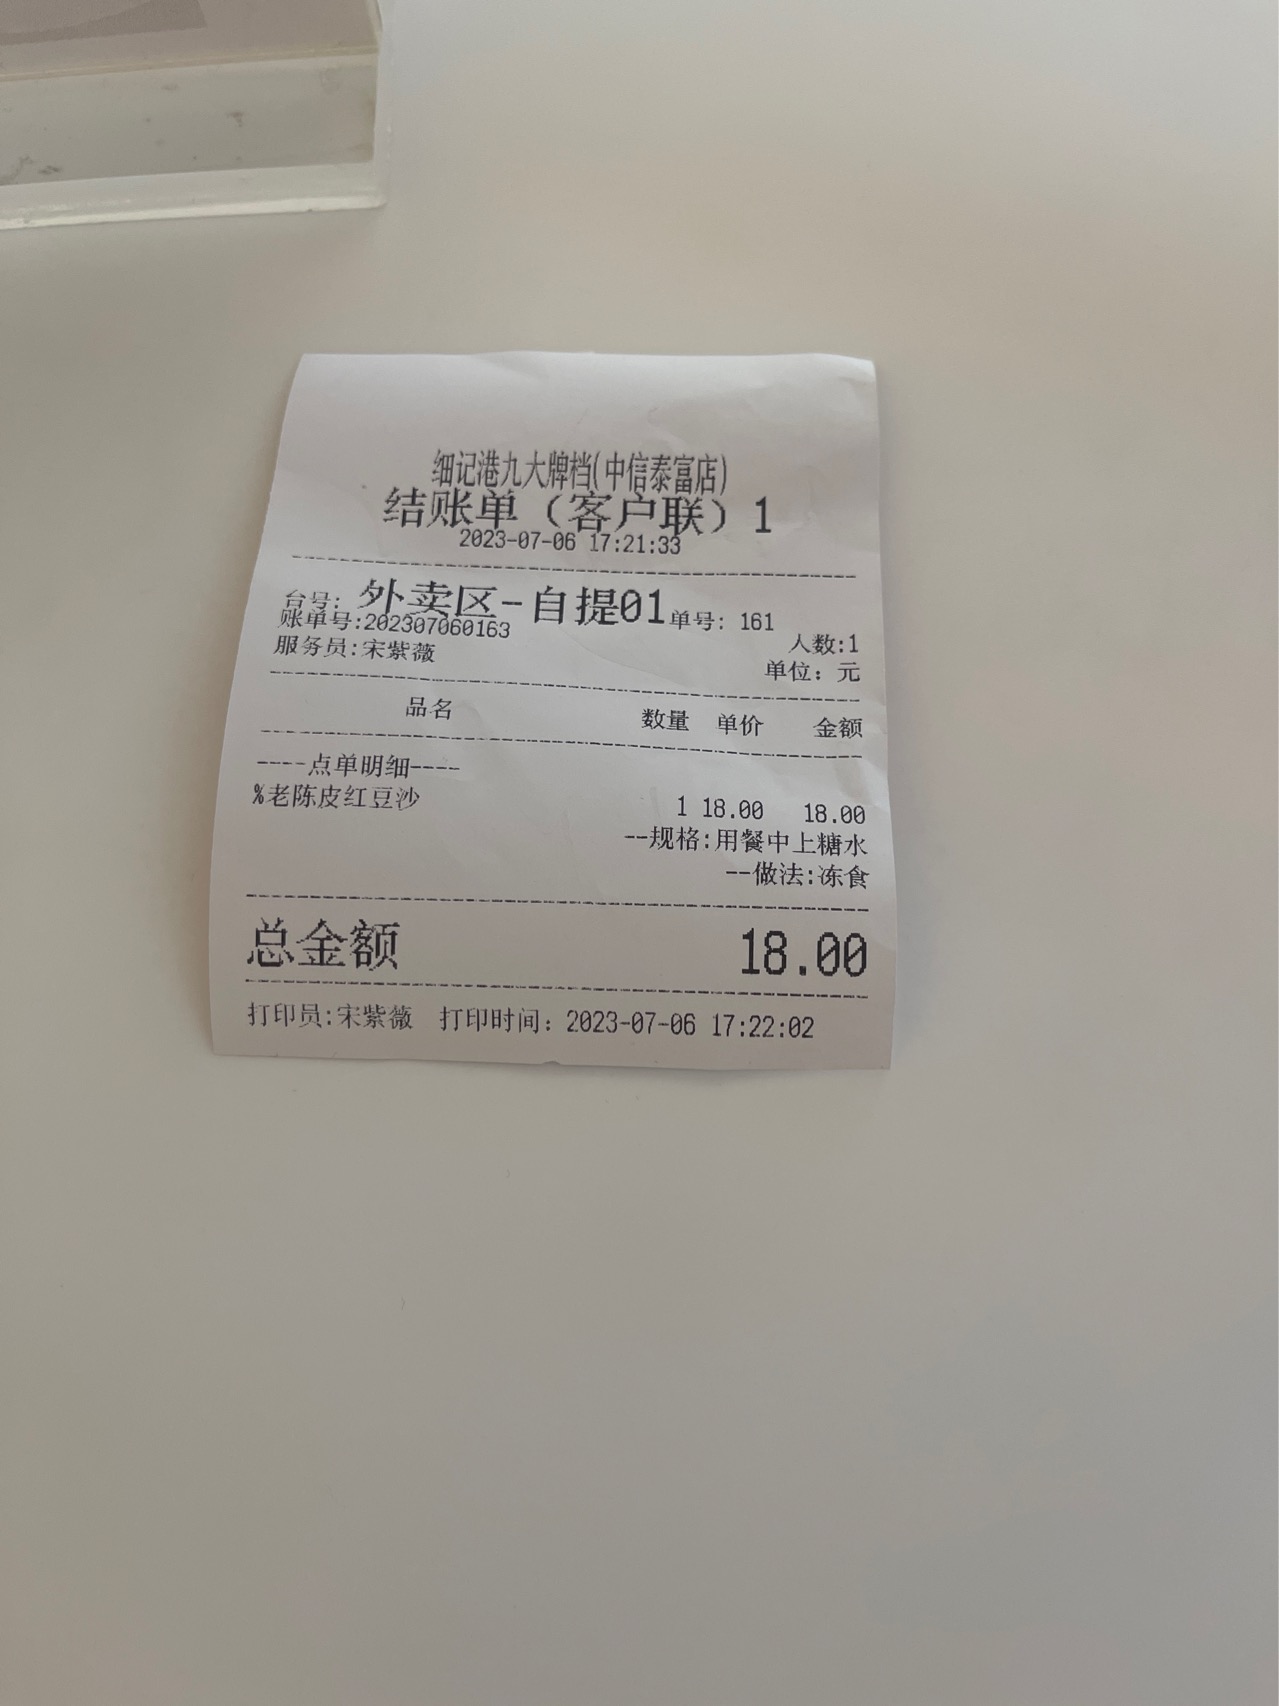 细记港九大牌档(中信泰富店)
结账单（客户联）1
2023-07-06 17:21:33
台号: 外卖区-自提01 单号: 161
账单号:202307060163 人数:1
服务员:宋紫薇 单位: 元
品名 数量 单价 金额
----点单明细----
%老陈皮红豆沙 1 18.00 18.00
--规格:用餐中上糖水
--做法:冻食
总金额 18.00
打印员:宋紫薇 打印时间: 2023-07-06 17:22:02